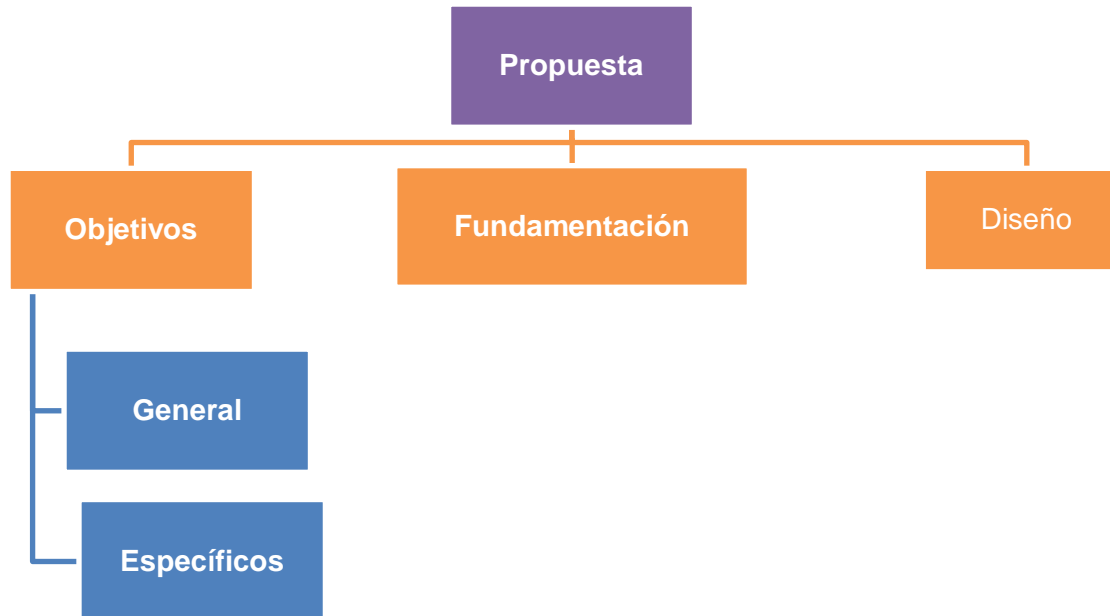 Propuesta
Objetivos
Fundamentación
Diseño
General
Específicos